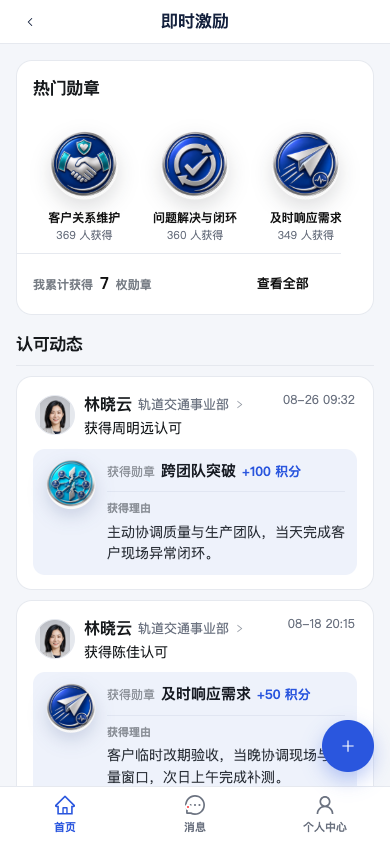 即时激励
热门勋章
客户关系维护
369 人获得
问题解决与闭环
360 人获得
及时响应需求
349 人获得
我累计获得 7 枚勋章
查看全部
认可动态
林晓云 轨道交通事业部
08-26 09:32
获得周明远认可
获得勋章 跨团队突破 +100 积分
获得理由
主动协调质量与生产团队，当天完成客
户现场异常闭环。
林晓云 轨道交通事业部
08-18 20:15
获得陈佳认可
获得勋章 及时响应需求 +50 积分
获得理由
客户临时改期验收，当晚协调现场与
量窗口，次日上午完成补测。
首页
消息
个人中心